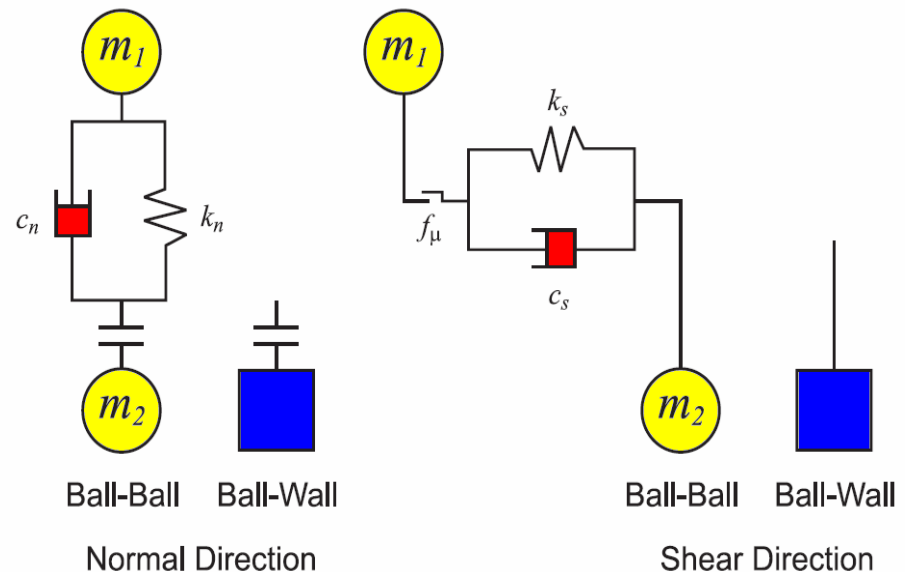 m1
cn
kn
m2
Ball-Ball
Ball-Wall
Normal Direction
m1
ks
fμ
cs
m2
Ball-Ball
Ball-Wall
Shear Direction